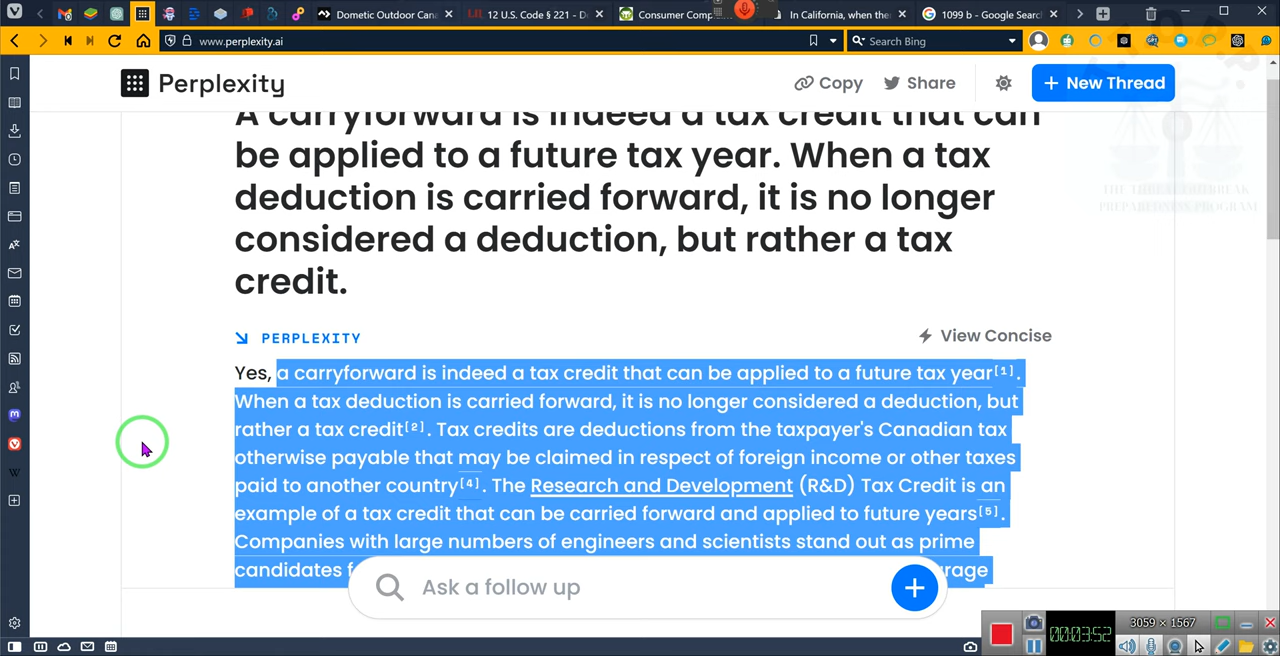 Dometic Outdoor Can
12 U.S. Code § 221 - D
Consumer Comp
In California, when the
1099 b - Google Searc
www.perplexity.ai
Search Bing
Perplexity
Copy
Share
New Thread
A carryforward is indeed a tax credit that can
be applied to a future tax year. When a tax
deduction is carried forward, it is no longer
considered a deduction, but rather a tax
credit.
PERPLEXITY
View Concise
Yes, a carryforward is indeed a tax credit that can be applied to a future tax year[1].
When a tax deduction is carried forward, it is no longer considered a deduction, but
rather a tax credit[2]. Tax credits are deductions from the taxpayer's Canadian tax
otherwise payable that may be claimed in respect of foreign income or other taxes
paid to another country[4]. The Research and Development (R&D) Tax Credit is an
example of a tax credit that can be carried forward and applied to future years[5].
Companies with large numbers of engineers and scientists stand out as prime
candidates f
Ask a follow up
00:03:52
3059 × 1567
PREPAREDNESS PROGRAM